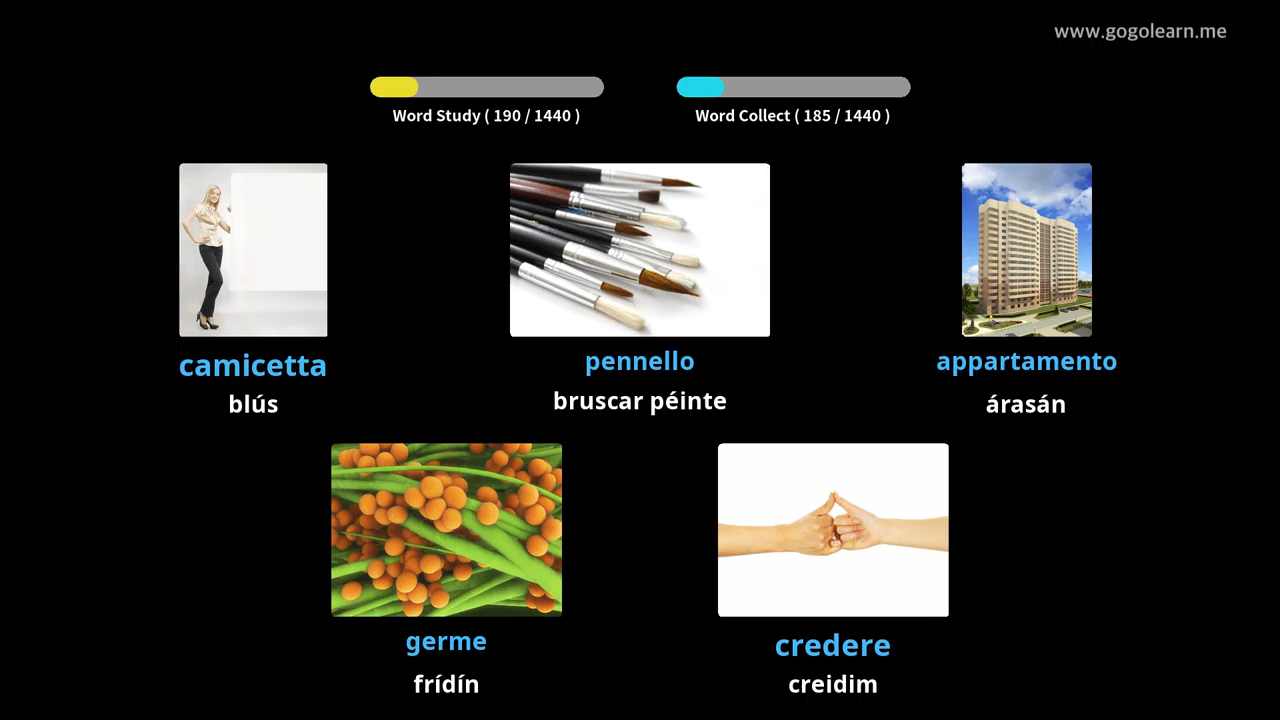 www.gogolearn.me
Word Study ( 190 / 1440 )
Word Collect ( 185 / 1440 )
camicetta
blús
pennello
bruscar péinte
appartamento
árasán
germe
frídín
credere
creidim